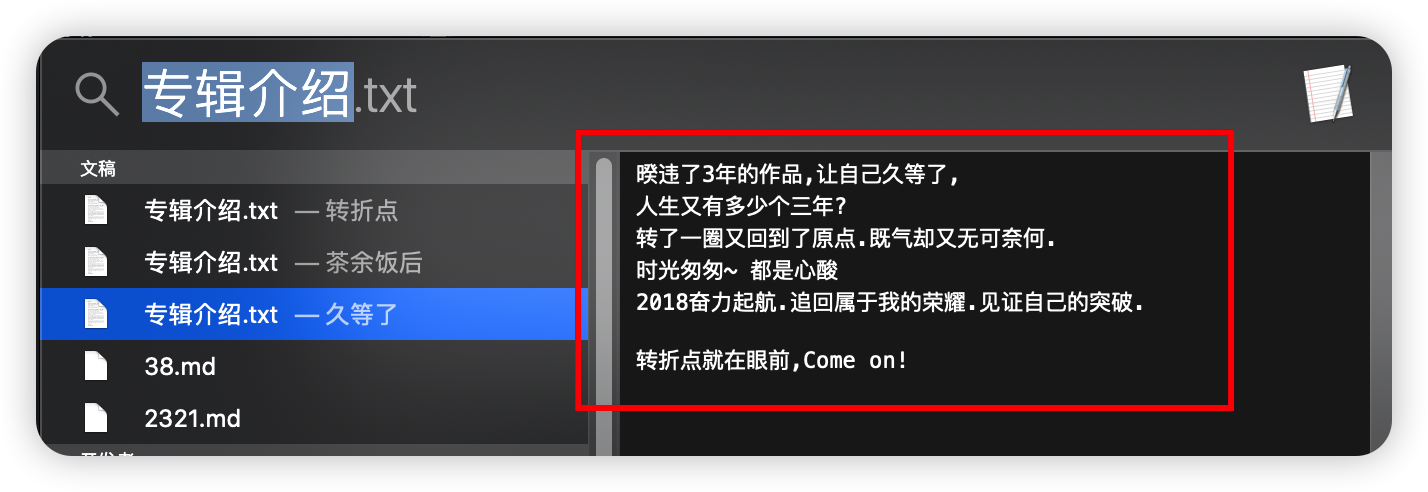 专辑介绍.txt
文稿
专辑介绍.txt — 转折点
专辑介绍.txt — 茶余饭后
专辑介绍.txt — 久等了
38.md
2321.md
开发者
暌违了3年的作品,让自己久等了,
人生又有多少个三年?
转了一圈又回到了原点.既气却又无可奈何.
时光匆匆~ 都是心酸
2018奋力起航.追回属于我的荣耀.见证自己的突破.
转折点就在眼前,Come on!